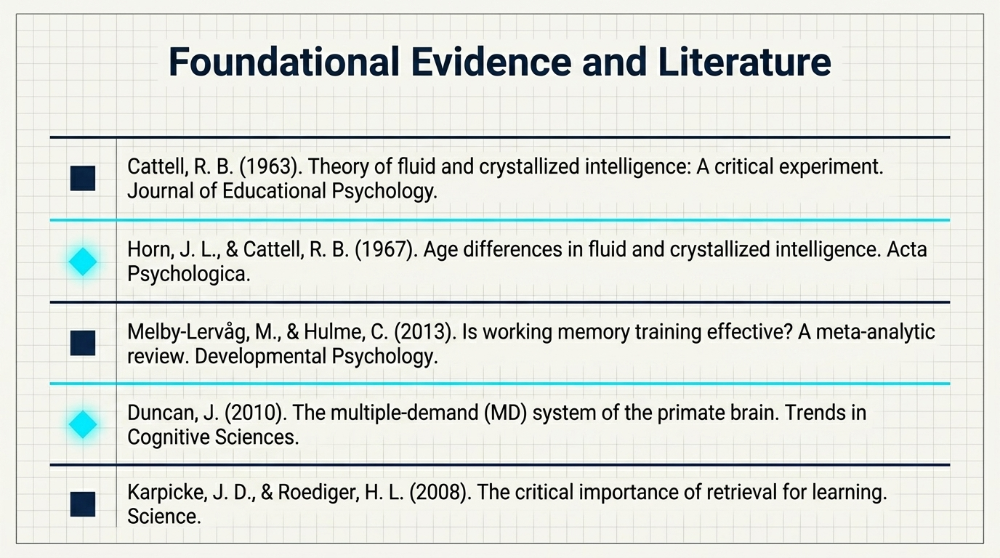 Foundational Evidence and Literature
Cattell, R. B. (1963). Theory of fluid and crystallized intelligence: A critical experiment.
Journal of Educational Psychology.
Horn, J. L., & Cattell, R. B. (1967). Age differences in fluid and crystallized intelligence. Acta
Psychologica.
Melby-Lervåg, M., & Hulme, C. (2013). Is working memory training effective? A meta-analytic
review. Developmental Psychology.
Duncan, J. (2010). The multiple-demand (MD) system of the primate brain. Trends in
Cognitive Sciences.
Karpicke, J. D., & Roediger, H. L. (2008). The critical importance of retrieval for learning.
Science.